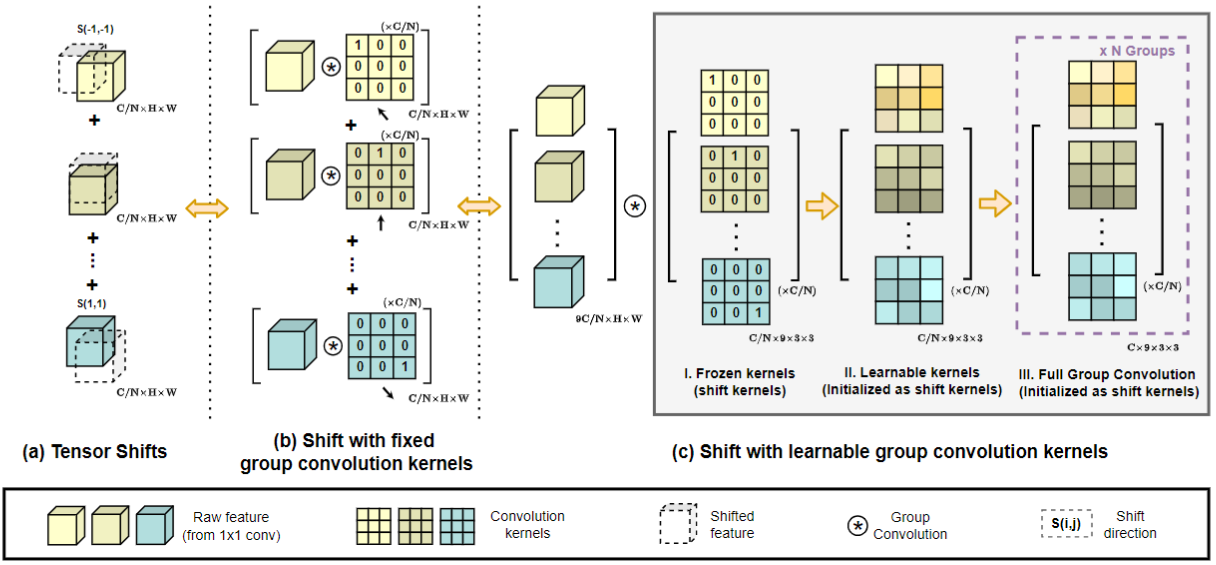 S(-1,-1)
C/N×H×W
+
C/N×H×W
+
⋮
+
S(1,1)
C/N×H×W
(a) Tensor Shifts
(×C/N)
1 0 0
0 0 0
0 0 0
C/N×H×W
+
(×C/N)
0 1 0
0 0 0
0 0 0
C/N×H×W
+
⋮
+
(×C/N)
0 0 0
0 0 0
0 0 1
C/N×H×W
(b) Shift with fixed
group convolution kernels
9C/N×H×W
1 0 0
0 0 0
0 0 0
0 1 0
0 0 0
0 0 0
0 0 0
0 0 0
0 0 1
(×C/N)
C/N×9×3×3
I. Frozen kernels
(shift kernels)
(×C/N)
C/N×9×3×3
II. Learnable kernels
(Initialized as shift kernels)
x N Groups
(×C/N)
C×9×3×3
III. Full Group Convolution
(Initialized as shift kernels)
(c) Shift with learnable group convolution kernels
Raw feature
(from 1x1 conv)
Convolution
kernels
Shifted
feature
Group
Convolution
S(i,j)
Shift
direction